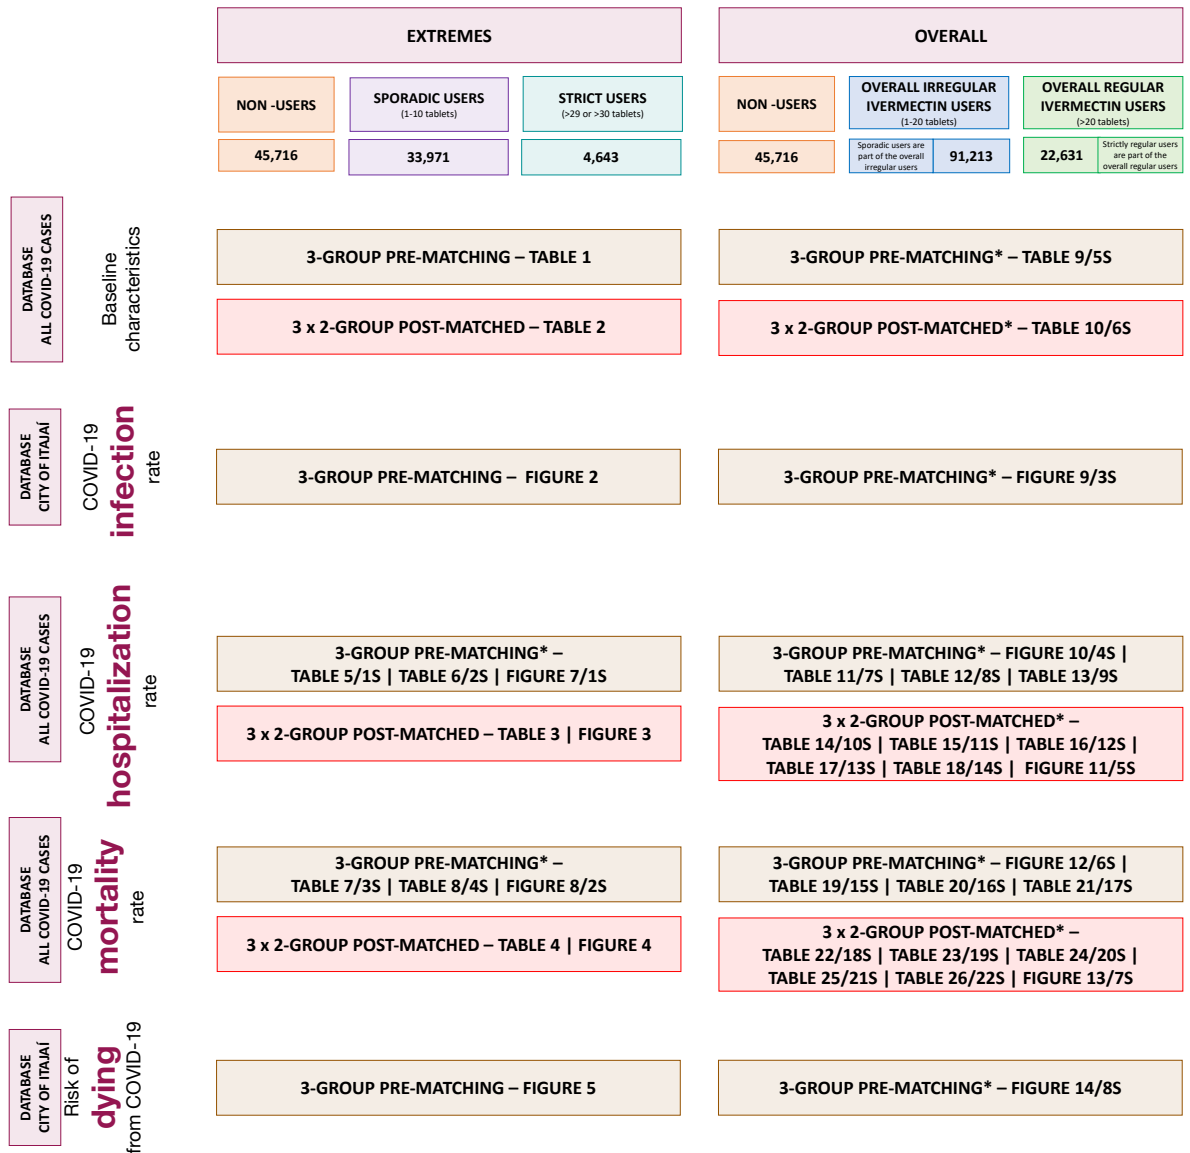 EXTREMES
OVERALL
NON -USERS
SPORADIC USERS
(1-10 tablets)
STRICT USERS
(>29 or >30 tablets)
NON -USERS
OVERALL IRREGULAR
IVERMECTIN USERS
(1-20 tablets)
OVERALL REGULAR
IVERMECTIN USERS
(>20 tablets)
45,716
33,971
4,643
45,716
Sporadic users are
part of the overall
irregular users
91,213
22,631
Strictly regular users
are part of the
overall regular users
DATABASE
ALL COVID-19 CASES
Baseline
characteristics
3-GROUP PRE-MATCHING – TABLE 1
3-GROUP PRE-MATCHING* – TABLE 9/5S
3 x 2-GROUP POST-MATCHED – TABLE 2
3 x 2-GROUP POST-MATCHED* – TABLE 10/6S
DATABASE
CITY OF ITAJAÍ
COVID-19
infection
rate
3-GROUP PRE-MATCHING – FIGURE 2
3-GROUP PRE-MATCHING* – FIGURE 9/3S
DATABASE
ALL COVID-19 CASES
COVID-19
hospitalization
rate
3-GROUP PRE-MATCHING* –
TABLE 5/1S | TABLE 6/2S | FIGURE 7/1S
3-GROUP PRE-MATCHING* – FIGURE 10/4S |
TABLE 11/7S | TABLE 12/8S | TABLE 13/9S
3 x 2-GROUP POST-MATCHED – TABLE 3 | FIGURE 3
3 x 2-GROUP POST-MATCHED* –
TABLE 14/10S | TABLE 15/11S | TABLE 16/12S |
TABLE 17/13S | TABLE 18/14S | FIGURE 11/5S
DATABASE
ALL COVID-19 CASES
COVID-19
mortality
rate
3-GROUP PRE-MATCHING* –
TABLE 7/3S | TABLE 8/4S | FIGURE 8/2S
3-GROUP PRE-MATCHING* – FIGURE 12/6S |
TABLE 19/15S | TABLE 20/16S | TABLE 21/17S
3 x 2-GROUP POST-MATCHED – TABLE 4 | FIGURE 4
3 x 2-GROUP POST-MATCHED* –
TABLE 22/18S | TABLE 23/19S | TABLE 24/20S |
TABLE 25/21S | TABLE 26/22S | FIGURE 13/7S
DATABASE
CITY OF ITAJAÍ
Risk of
dying
from COVID-19
3-GROUP PRE-MATCHING – FIGURE 5
3-GROUP PRE-MATCHING* – FIGURE 14/8S